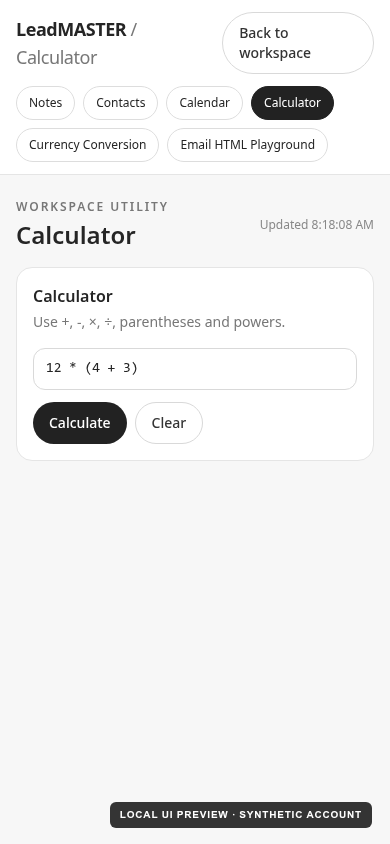 LeadMASTER / Calculator
Back to workspace
Notes
Contacts
Calendar
Calculator
Currency Conversion
Email HTML Playground
WORKSPACE UTILITY
Calculator
Updated 8:18:08 AM
Calculator
Use +, -, ×, ÷, parentheses and powers.
12 * (4 + 3)
Calculate
Clear
LOCAL UI PREVIEW · SYNTHETIC ACCOUNT